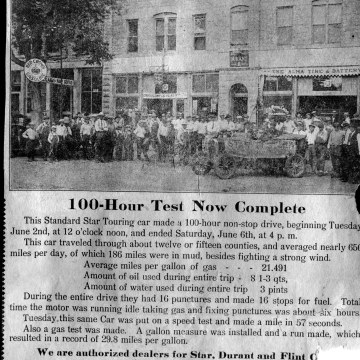 THE ALMA TIRE & BATTERY
100-Hour Test Now Complete
This Standard Star Touring car made a 100-hour non-stop drive, beginning Tuesday
June 2nd, at 12 o'clock noon, and ended Saturday, June 6th, at 4 p. m.
This car traveled through about twelve or fifteen counties, and averaged nearly 650
miles per day, of which 186 miles were in mud, besides fighting a strong wind.
Average miles per gallon of gas - - - 21.491
Amount of oil used during entire trip - 8 1-3 qts.
Amount of water used during entire trip 3 pints
During the entire drive they had 16 punctures and made 16 stops for fuel. Total
time the motor was running idle taking gas and fixing punctures was about six hours
Tuesday, this same Car was put on a speed test and made a mile in 57 seconds.
Also a gas test was made. A gallon measure was installed and a run made, which
resulted in a record of 29.8 miles per gallon.
We are authorized dealers for Star, Durant and Flint C